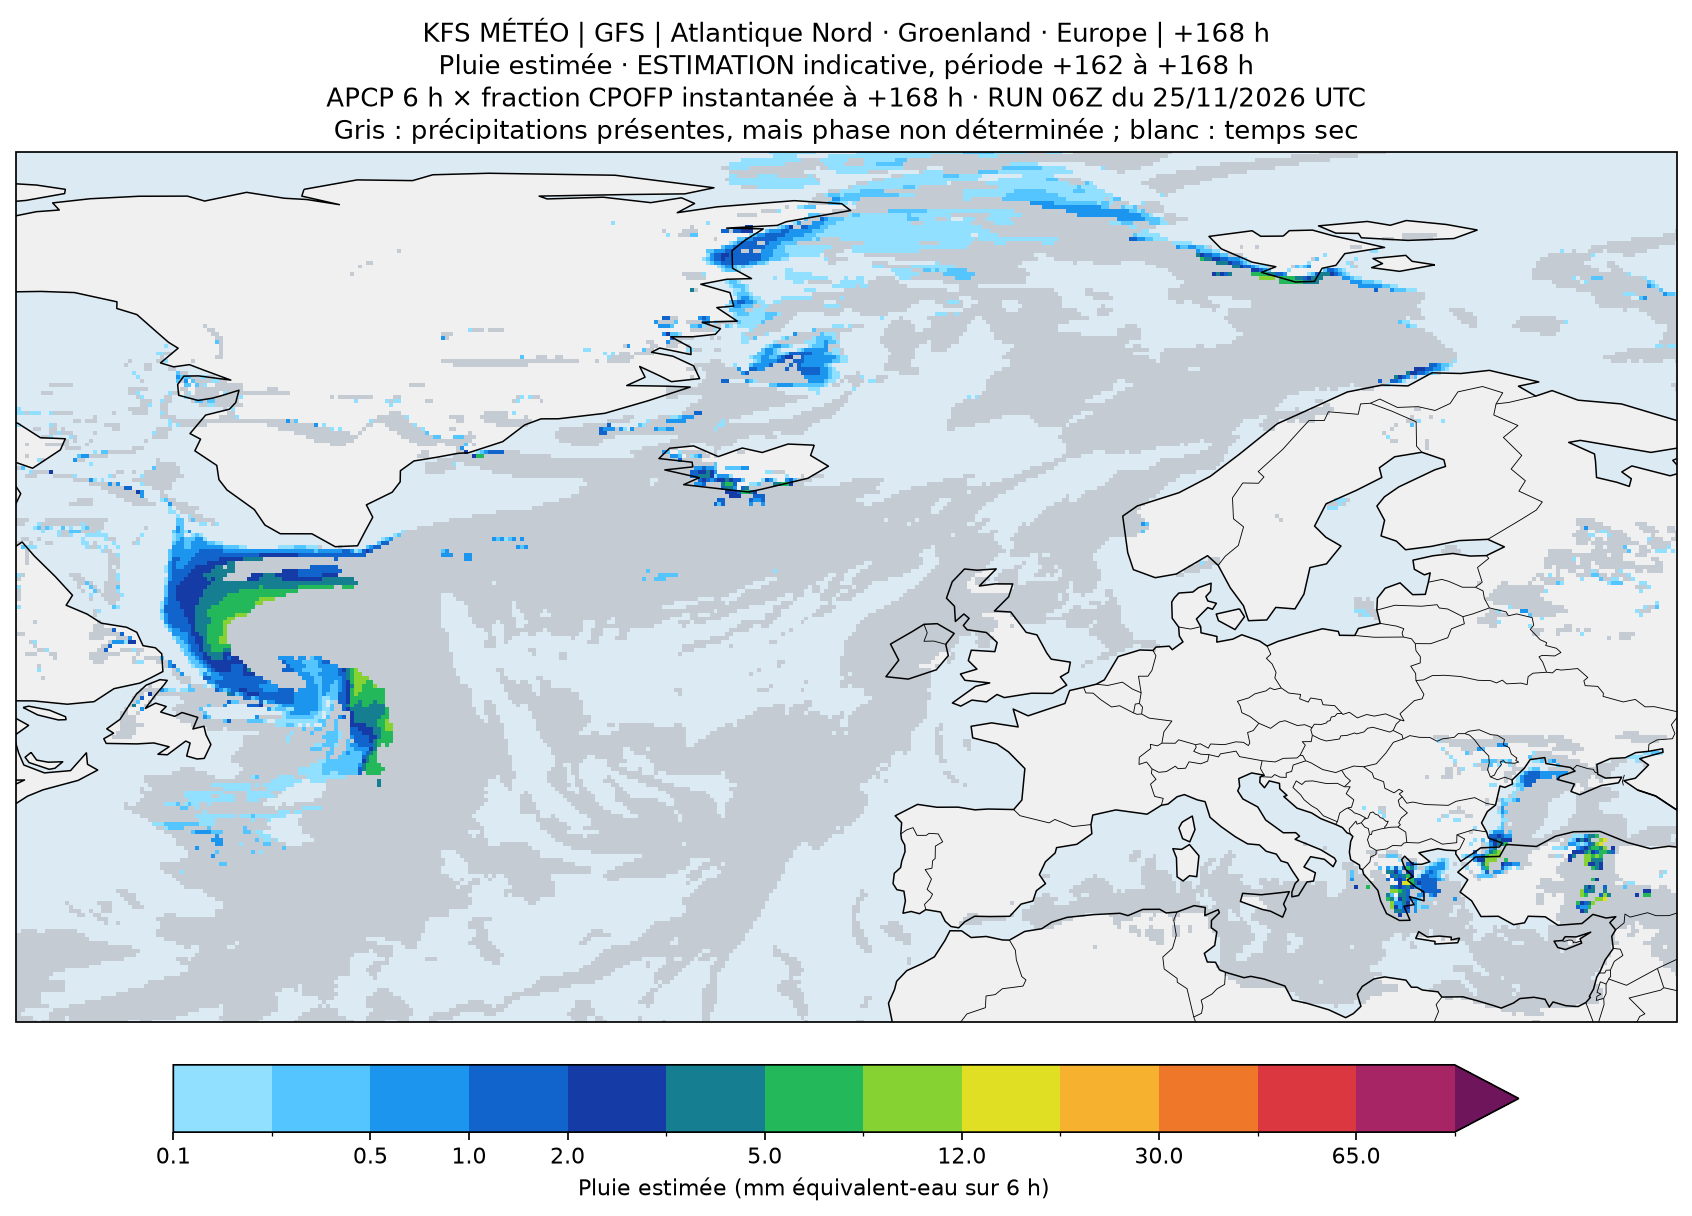 KFS MÉTÉO | GFS | Atlantique Nord · Groenland · Europe | +168 h
Pluie estimée · ESTIMATION indicative, période +162 à +168 h
APCP 6 h × fraction CPOFP instantanée à +168 h · RUN 06Z du 25/11/2026 UTC
Gris : précipitations présentes, mais phase non déterminée ; blanc : temps sec
0.1 0.5 1.0 2.0 5.0 12.0 30.0 65.0
Pluie estimée (mm équivalent-eau sur 6 h)